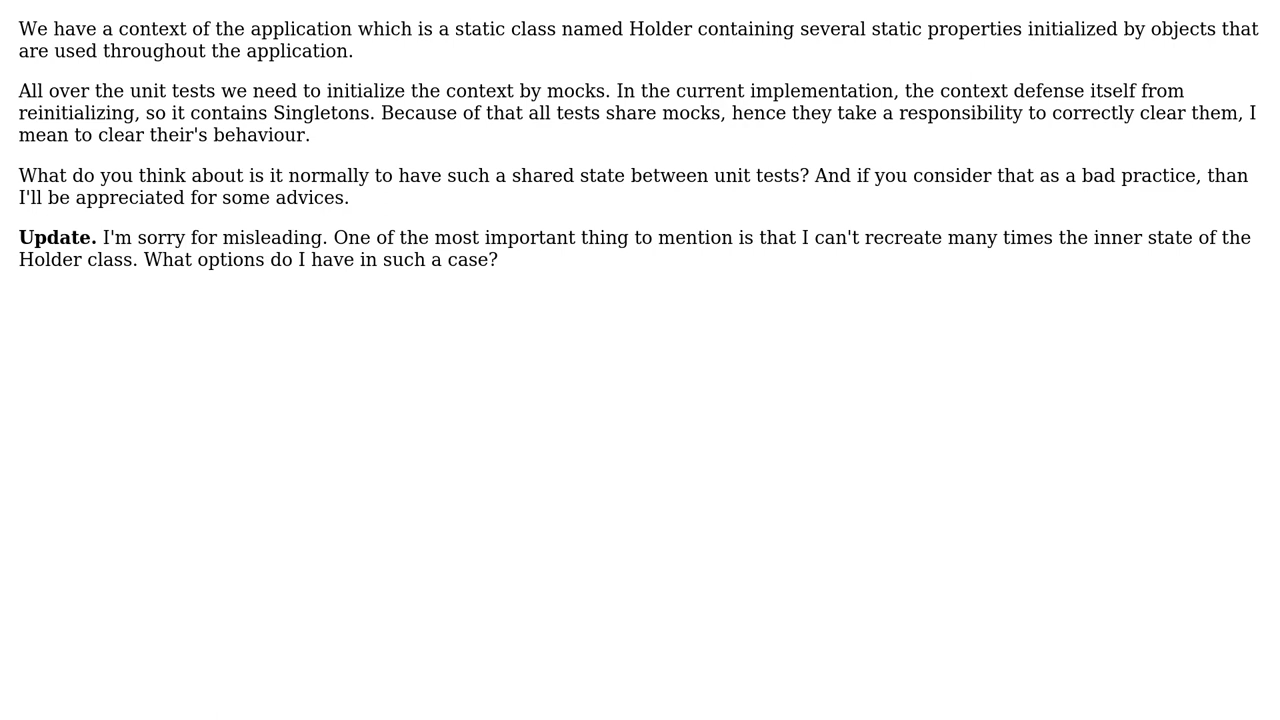 We have a context of the application which is a static class named Holder containing several static properties initialized by objects that
are used throughout the application.
All over the unit tests we need to initialize the context by mocks. In the current implementation, the context defense itself from
reinitializing, so it contains Singletons. Because of that all tests share mocks, hence they take a responsibility to correctly clear them, I
mean to clear their's behaviour.
What do you think about is it normally to have such a shared state between unit tests? And if you consider that as a bad practice, than
I'll be appreciated for some advices.
Update. I'm sorry for misleading. One of the most important thing to mention is that I can't recreate many times the inner state of the
Holder class. What options do I have in such a case?